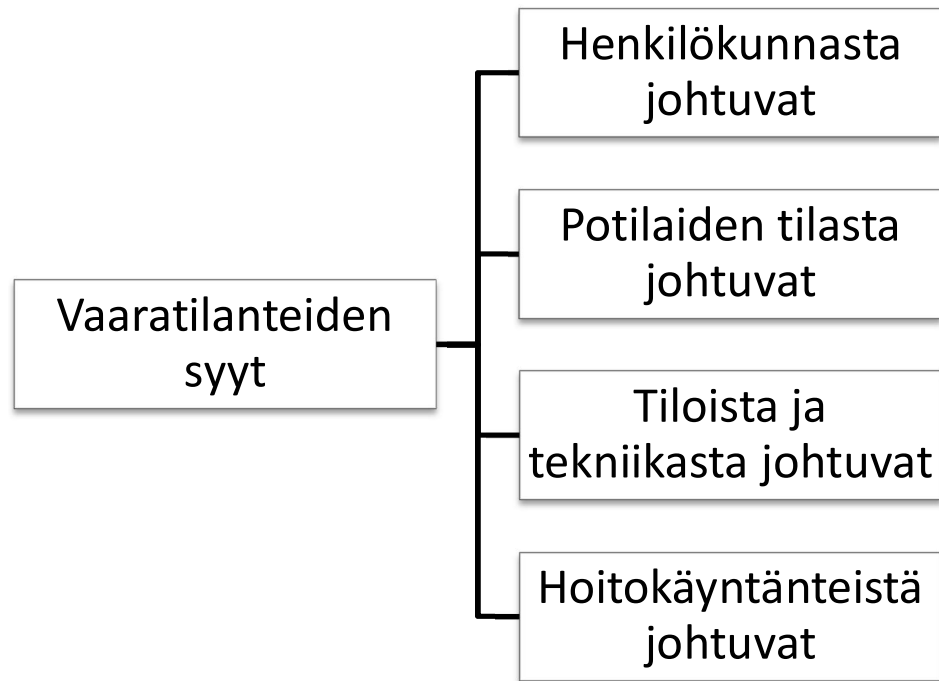 Henkilökunnasta
johtuvat
Potilaiden tilasta
johtuvat
Vaaratilanteiden
syyt
Tiloista ja
tekniikasta johtuvat
Hoitokäyntänteistä
johtuvat